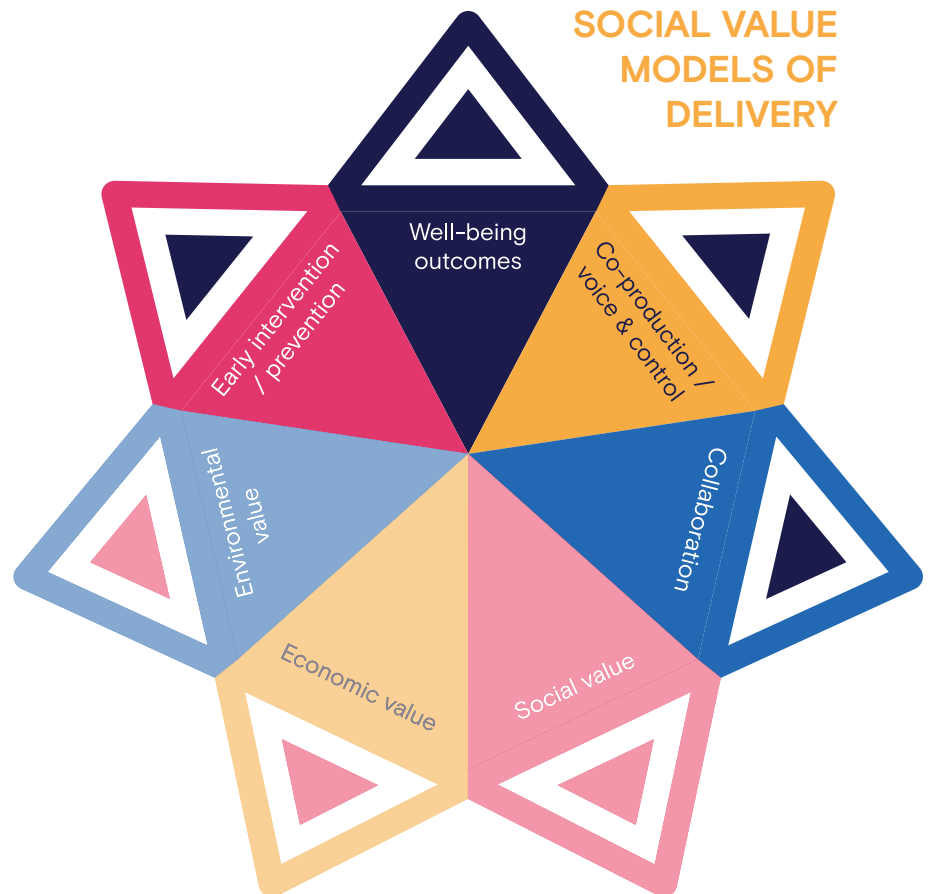 SOCIAL VALUE
MODELS OF
DELIVERY
Well-being
outcomes
Co-production /
voice & control
Collaboration
Social value
Economic value
Environmental
value
Early intervention
/ prevention